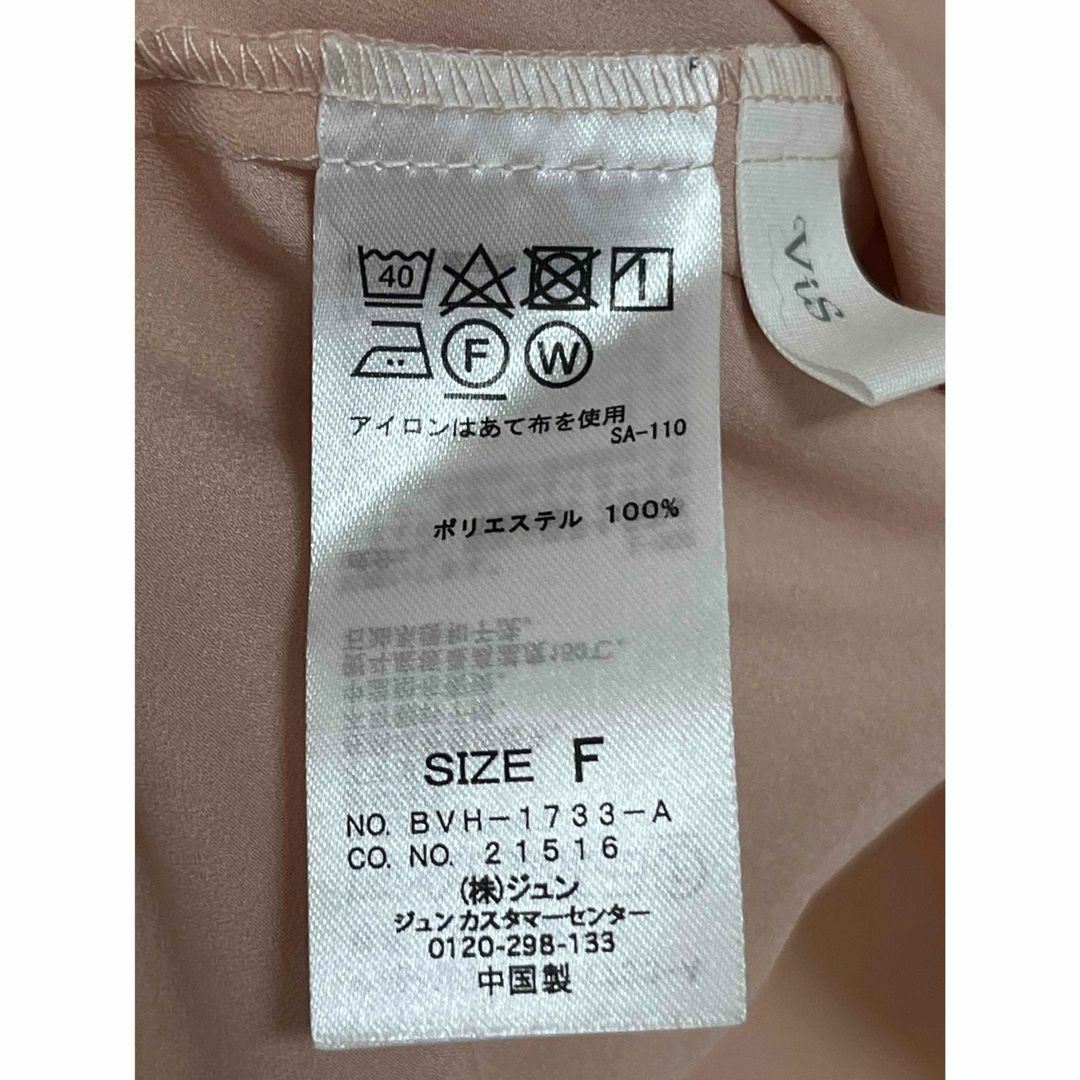 40
F W
アイロンはあて布を使用
SA-110
ポリエステル 100%
SIZE F
NO. BVH-1733-A
CO. NO. 21516
(株)ジュン
ジュンカスタマーセンター
0120-298-133
中国製
ViS